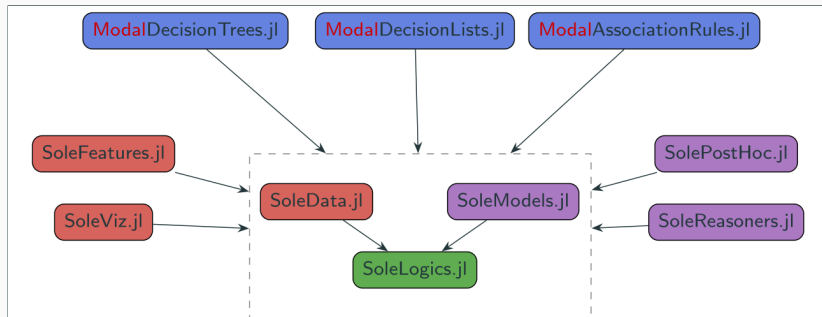 ModalDecisionTrees.jl
ModalDecisionLists.jl
ModalAssociationRules.jl
SoleFeatures.jl
SolePostHoc.jl
SoleData.jl
SoleModels.jl
SoleViz.jl
SoleReasoners.jl
SoleLogics.jl